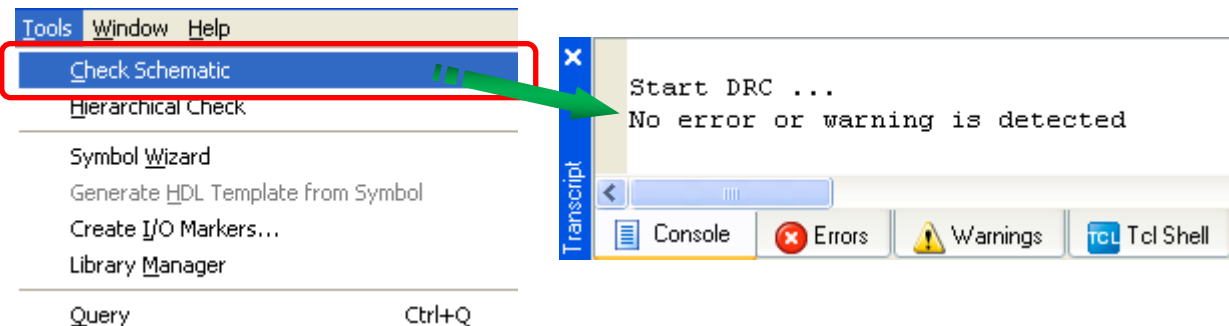 Tools Window Help
Check Schematic
Hierarchical Check
Symbol Wizard
Generate HDL Template from Symbol
Create I/O Markers...
Library Manager
Query Ctrl+Q
Start DRC ...
No error or warning is detected
Transcript
Console Errors Warnings TCL Tcl Shell